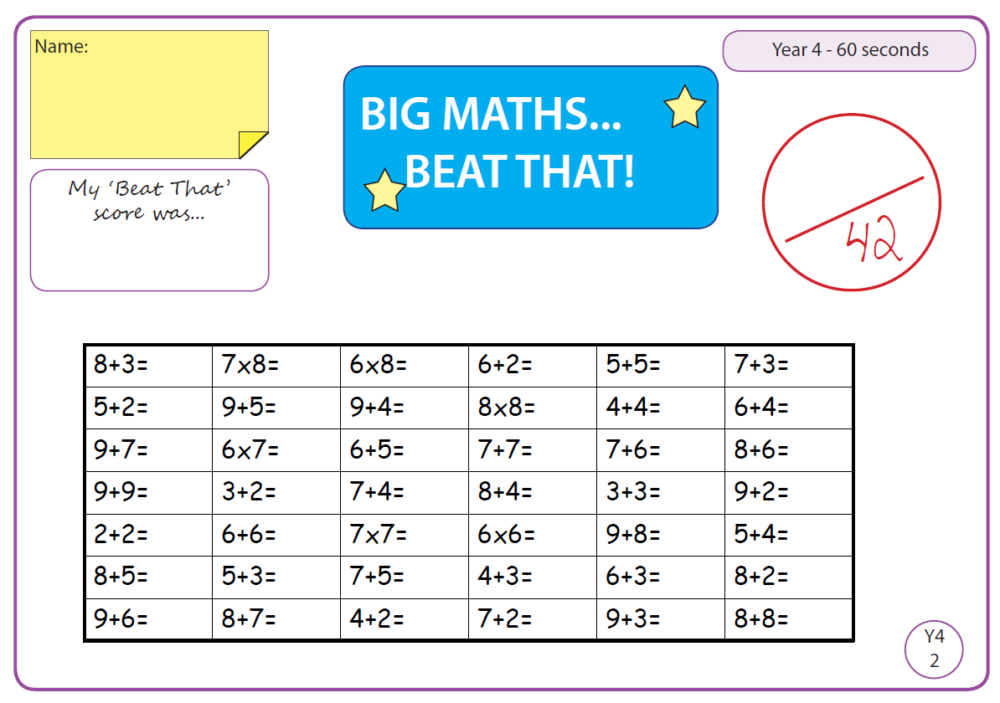 Name:
Year 4 - 60 seconds
BIG MATHS...
BEAT THAT!
My ‘Beat That’
score was...
42
8+3= 7x8= 6x8= 6+2= 5+5= 7+3=
5+2= 9+5= 9+4= 8x8= 4+4= 6+4=
9+7= 6x7= 6+5= 7+7= 7+6= 8+6=
9+9= 3+2= 7+4= 8+4= 3+3= 9+2=
2+2= 6+6= 7x7= 6x6= 9+8= 5+4=
8+5= 5+3= 7+5= 4+3= 6+3= 8+2=
9+6= 8+7= 4+2= 7+2= 9+3= 8+8=
Y4
2